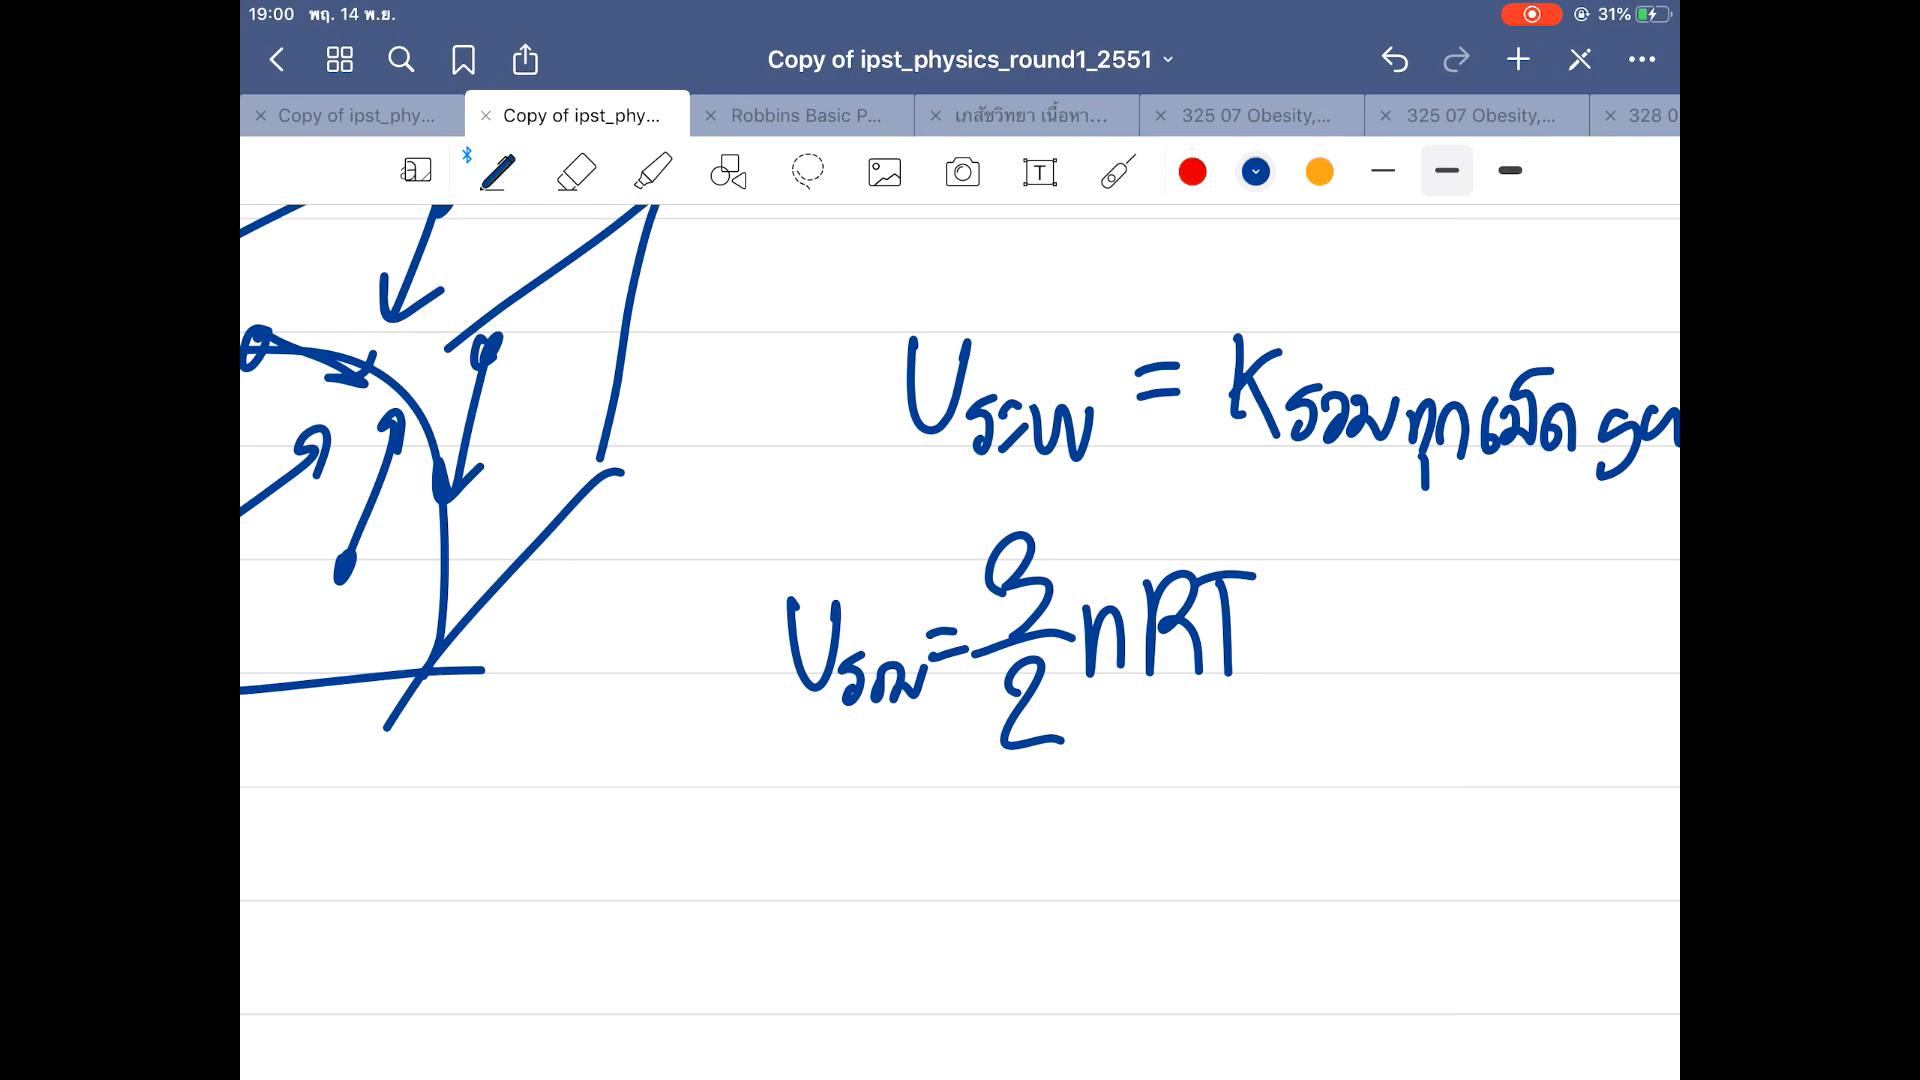 19:00 พฤ. 14 พ.ย.
31%
Copy of ipst_physics_round1_2551
Copy of ipst_phy...
Copy of ipst_phy...
Robbins Basic P...
เภสัชวิทยา เนื้อหา...
325 07 Obesity,...
325 07 Obesity,...
328 0
U ระบบ = K รวมทุกเม็ด
U รวม = 3/2 nRT